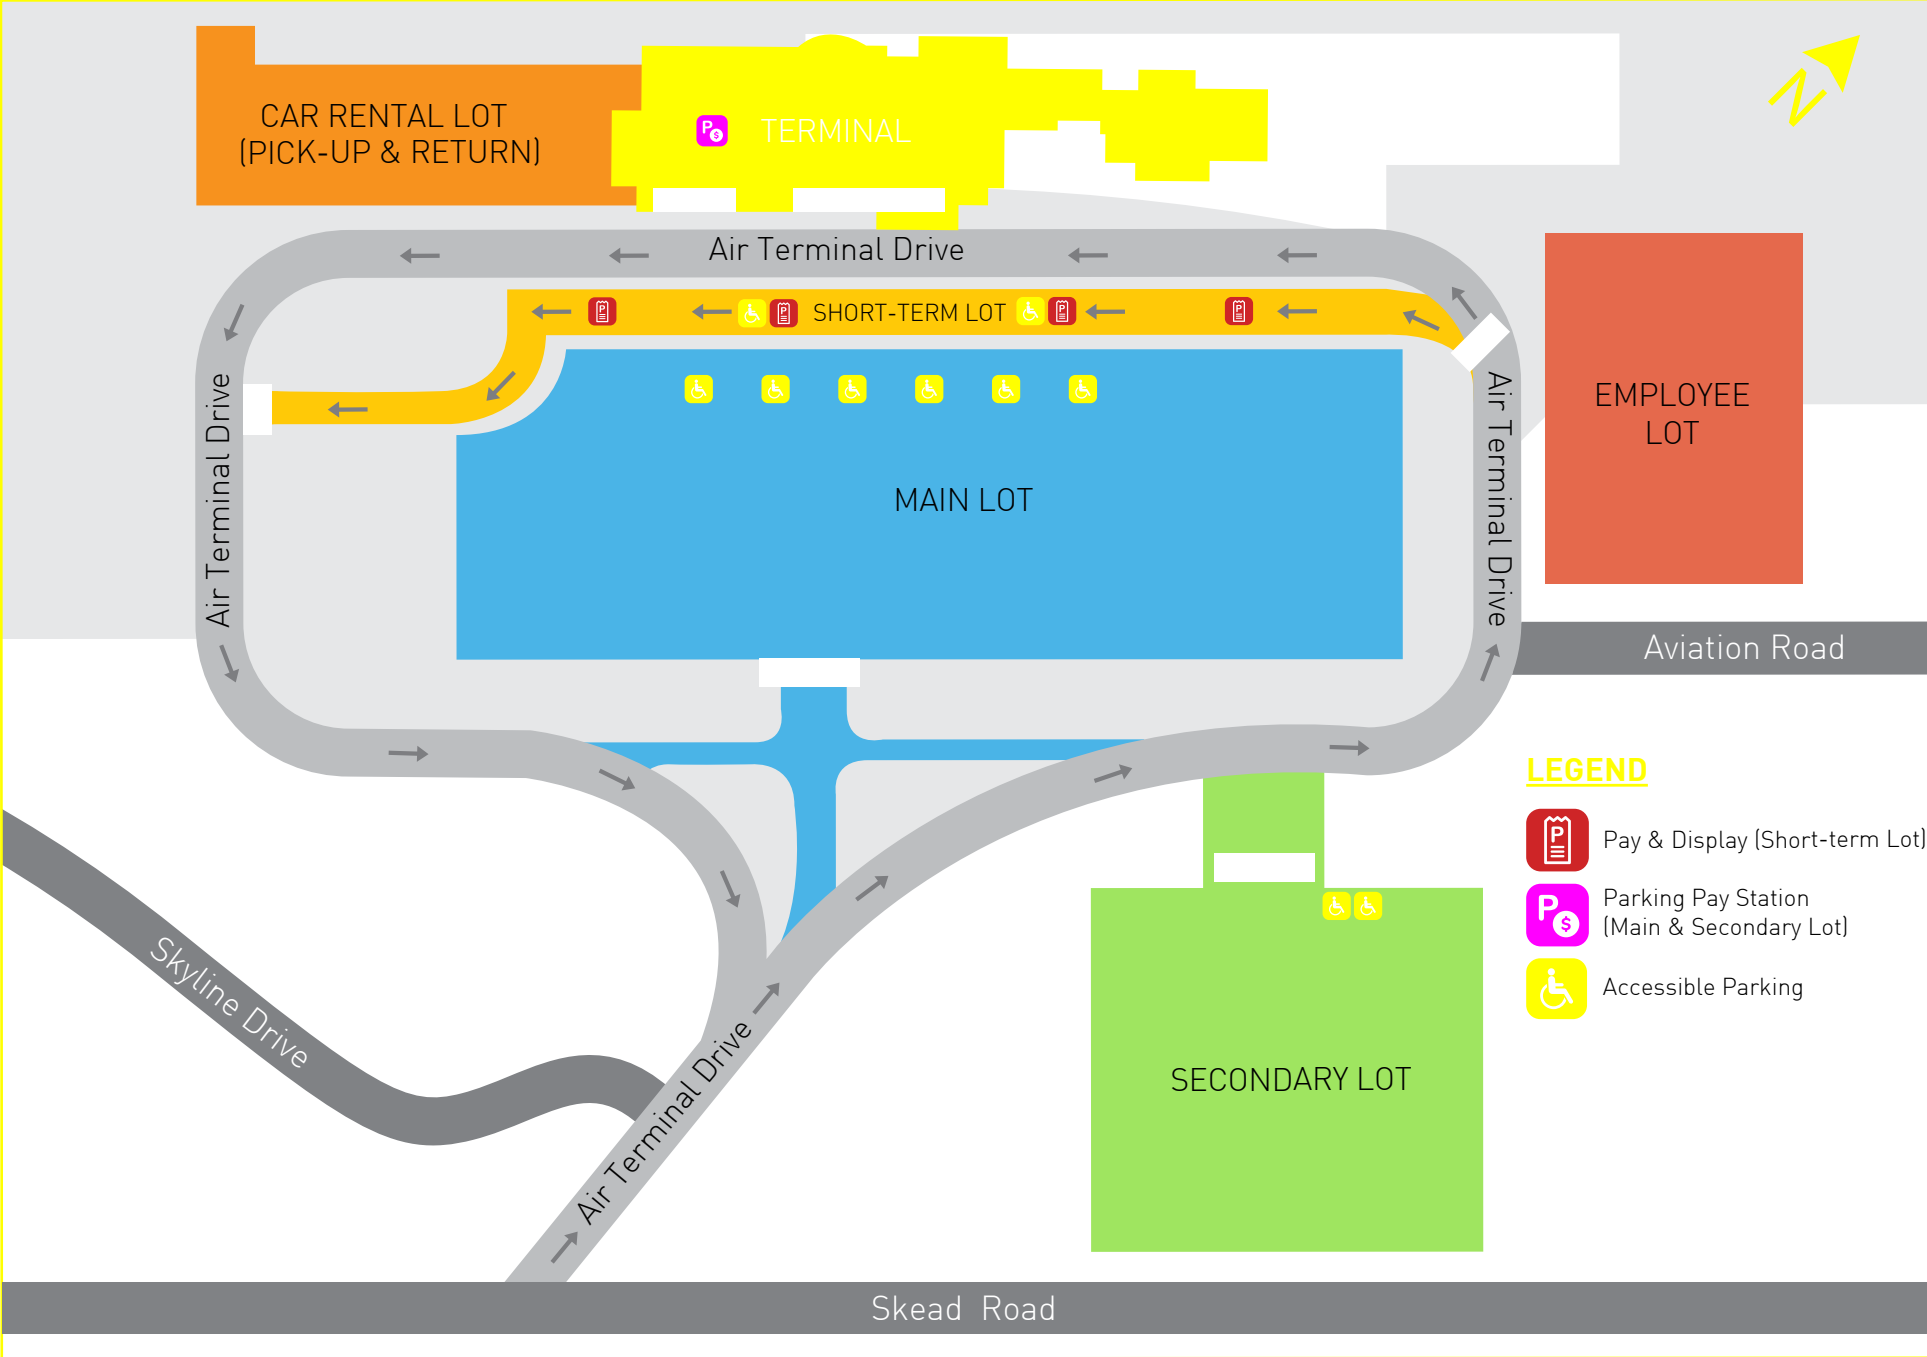 N
CAR RENTAL LOT
(PICK-UP & RETURN)
P
$
TERMINAL
Air Terminal Drive
P
P
SHORT-TERM LOT
P
P
Air Terminal Drive
MAIN LOT
Air Terminal Drive
EMPLOYEE
LOT
Aviation Road
LEGEND
P
Pay & Display (Short-term Lot)
P
$
Parking Pay Station
(Main & Secondary Lot)
Accessible Parking
Skyline Drive
Air Terminal Drive
SECONDARY LOT
Skead Road